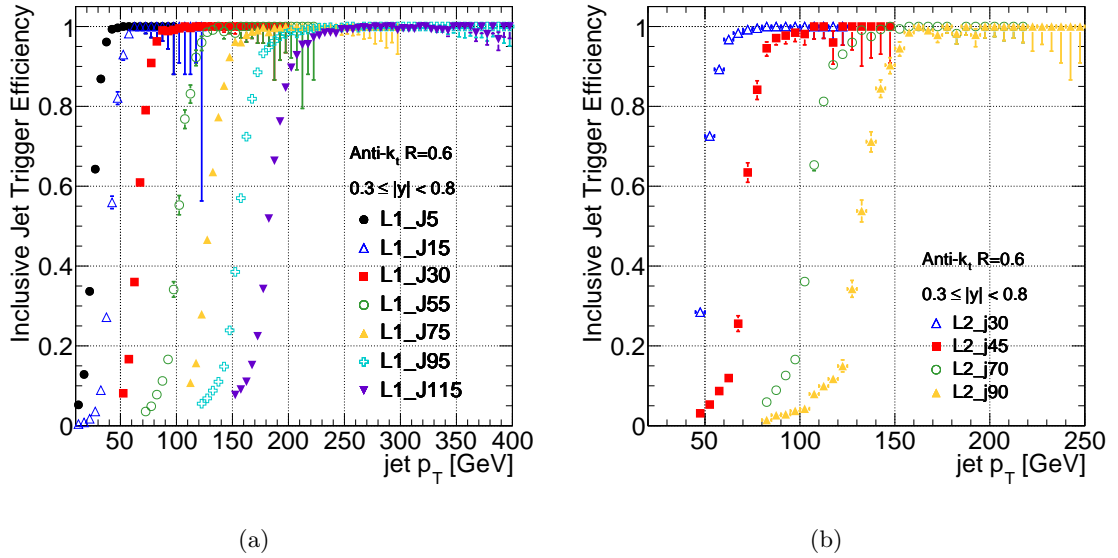 Inclusive Jet Trigger Efficiency
1
0.8
0.6
0.4
0.2
0
Anti-k_t R=0.6
0.3 ≤ |y| < 0.8
L1_J5
L1_J15
L1_J30
L1_J55
L1_J75
L1_J95
L1_J115
50 100 150 200 250 300 350 400
jet p_T [GeV]
(a)
Inclusive Jet Trigger Efficiency
1
0.8
0.6
0.4
0.2
0
Anti-k_t R=0.6
0.3 ≤ |y| < 0.8
L2_j30
L2_j45
L2_j70
L2_j90
50 100 150 200 250
jet p_T [GeV]
(b)